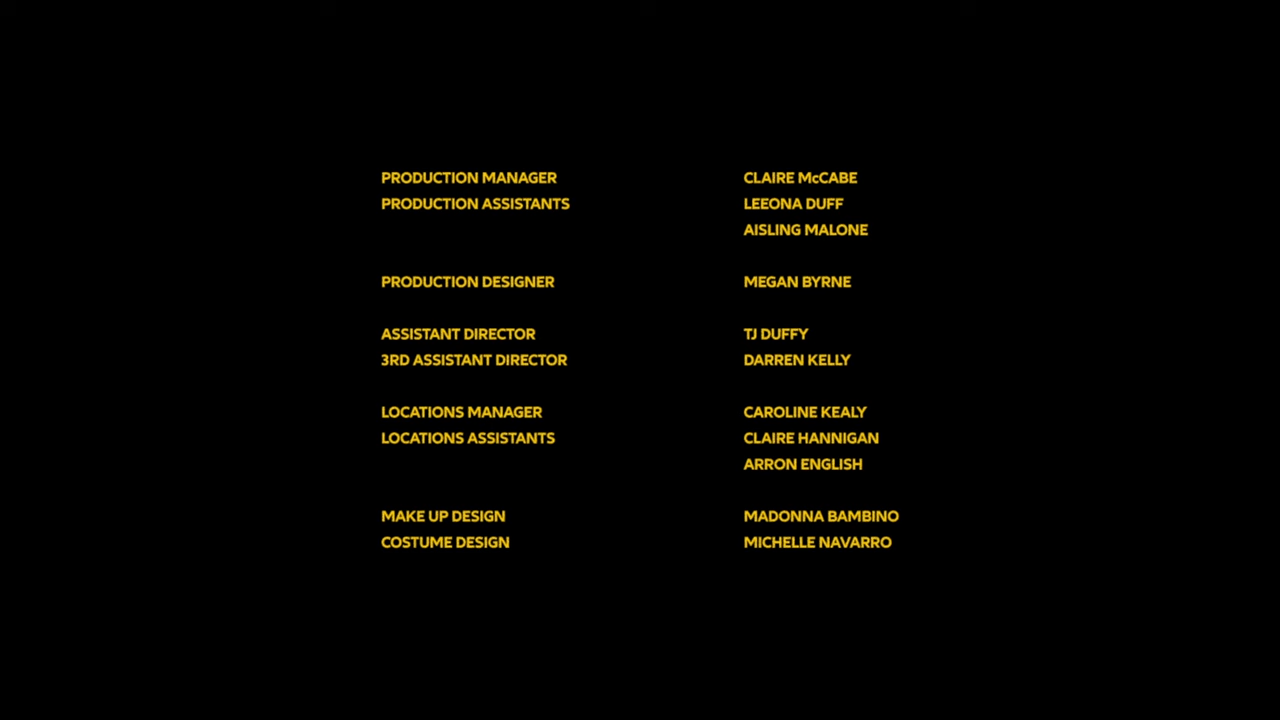 PRODUCTION MANAGER CLAIRE McCABE
PRODUCTION ASSISTANTS LEEONA DUFF
AISLING MALONE
PRODUCTION DESIGNER MEGAN BYRNE
ASSISTANT DIRECTOR TJ DUFFY
3RD ASSISTANT DIRECTOR DARREN KELLY
LOCATIONS MANAGER CAROLINE KEALY
LOCATIONS ASSISTANTS CLAIRE HANNIGAN
ARRON ENGLISH
MAKE UP DESIGN MADONNA BAMBINO
COSTUME DESIGN MICHELLE NAVARRO